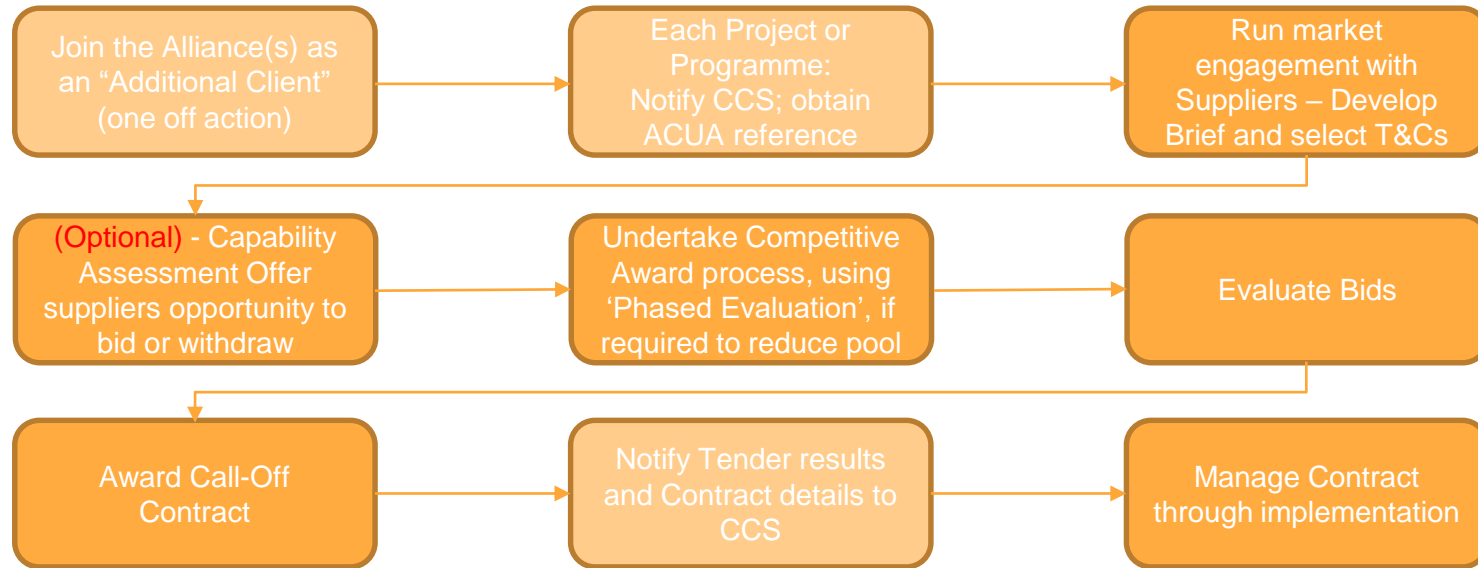 Join the Alliance(s) as
an “Additional Client”
(one off action)
Each Project or
Programme:
Notify CCS; obtain
ACUA reference
Run market
engagement with
Suppliers – Develop
Brief and select T&Cs
(Optional) - Capability
Assessment Offer
suppliers opportunity to
bid or withdraw
Undertake Competitive
Award process, using
‘Phased Evaluation’, if
required to reduce pool
Evaluate Bids
Award Call-Off
Contract
Notify Tender results
and Contract details to
CCS
Manage Contract
through implementation